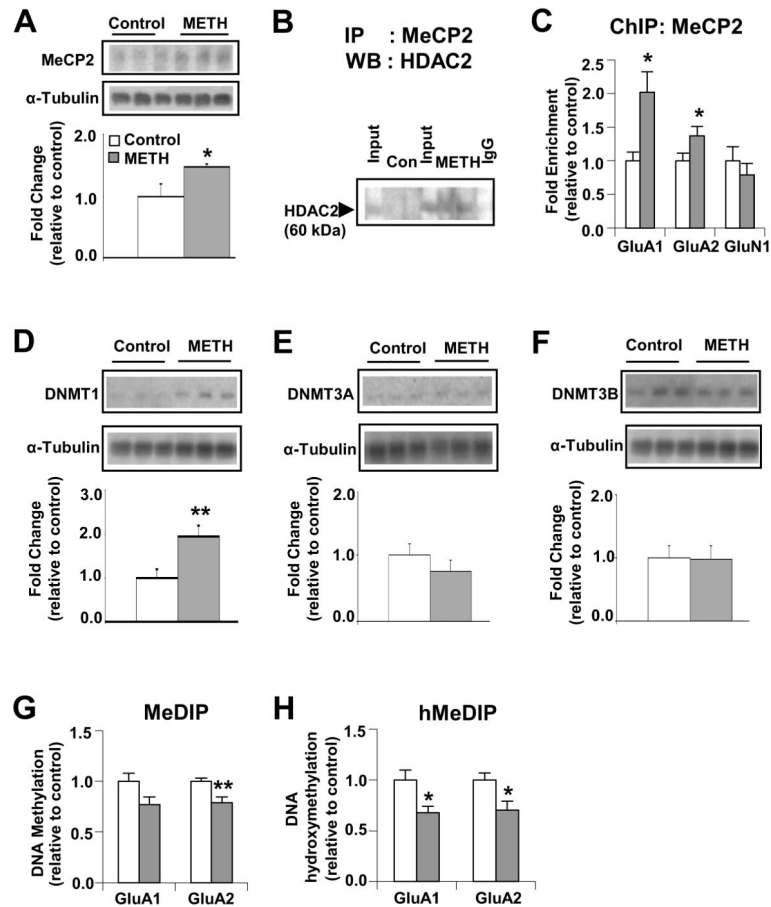 A
Control METH
MeCP2
α-Tubulin
Fold Change
(relative to control)
2.0
1.0
0.0
Control
METH
*
B
IP : MeCP2
WB : HDAC2
Input
Con
Input
METH
IgG
HDAC2
(60 kDa)
C
ChIP: MeCP2
Fold Enrichment
(relative to control)
2.5
2.0
1.5
1.0
0.5
0.0
*
*
GluA1 GluA2 GluN1
D
Control METH
DNMT1
α-Tubulin
Fold Change
(relative to control)
3.0
2.0
1.0
0.0
**
E
Control METH
DNMT3A
α-Tubulin
Fold Change
(relative to control)
2.0
1.0
0.0
F
Control METH
DNMT3B
α-Tubulin
Fold Change
(relative to control)
2.0
1.0
0.0
G
MeDIP
DNA Methylation
(relative to control)
1.5
1.0
0.5
0.0
**
GluA1 GluA2
H
hMeDIP
DNA
hydroxymethylation
(relative to control)
1.5
1.0
0.5
0.0
*
*
GluA1 GluA2